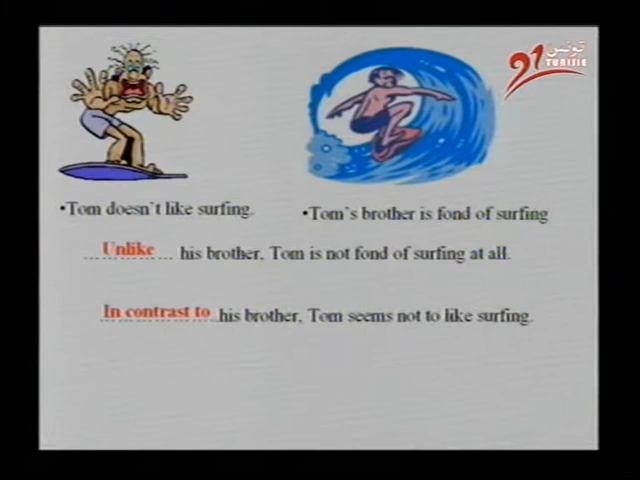 21 تونس
TUNISIE
•Tom doesn't like surfing.
•Tom's brother is fond of surfing
Unlike his brother, Tom is not fond of surfing at all.
In contrast to his brother, Tom seems not to like surfing.